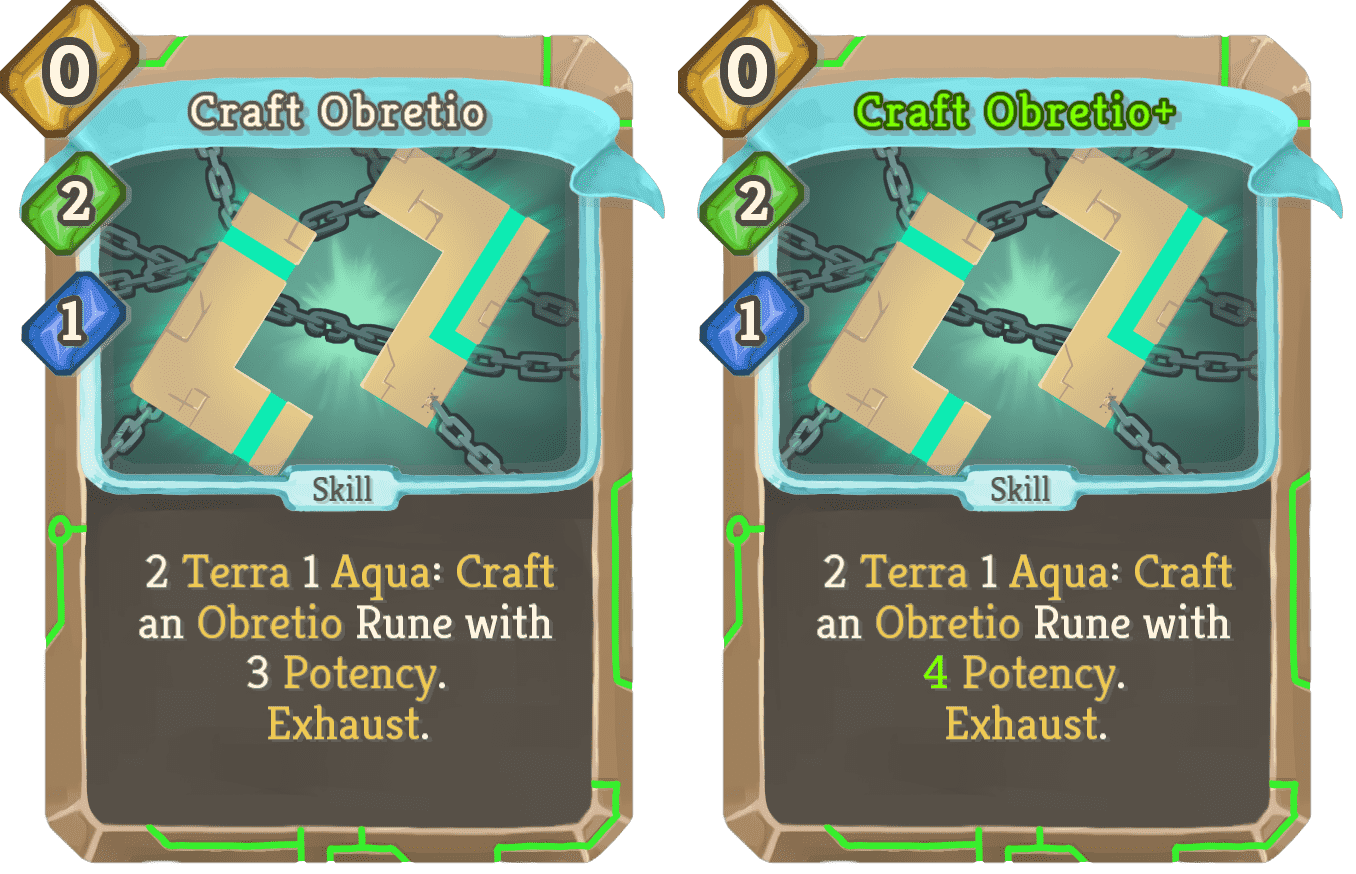 0
Craft Obretio
2
1
Skill
2 Terra 1 Aqua: Craft
an Obretio Rune with
3 Potency.
Exhaust.
0
Craft Obretio+
2
1
Skill
2 Terra 1 Aqua: Craft
an Obretio Rune with
4 Potency.
Exhaust.